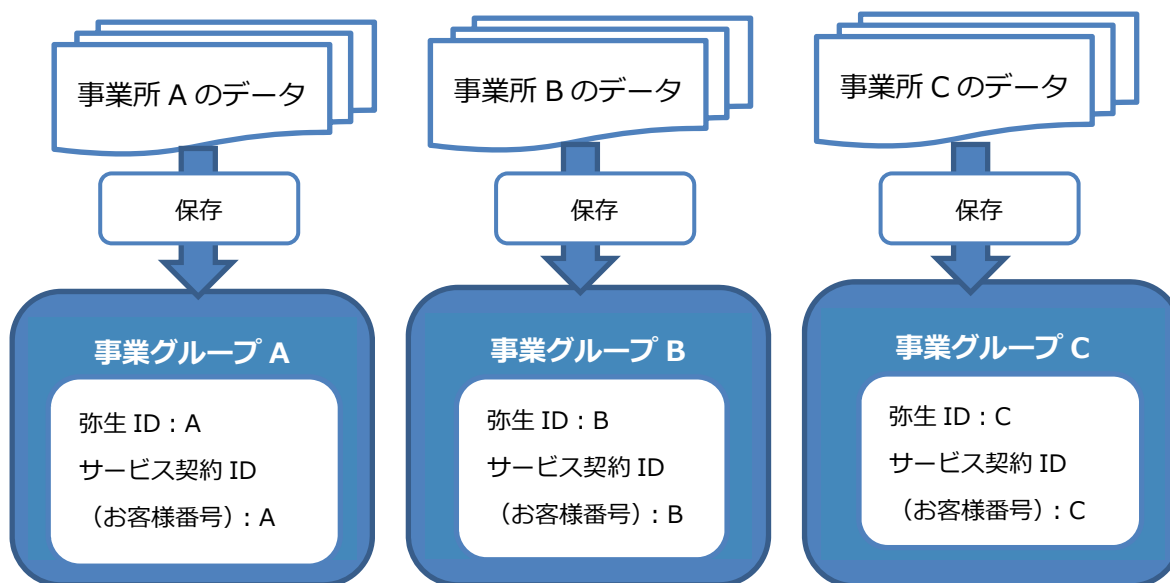 事業所 A のデータ
事業所 B のデータ
事業所 C のデータ
保存
保存
保存
事業グループ A
弥生 ID：A
サービス契約 ID
（お客様番号）：A
事業グループ B
弥生 ID：B
サービス契約 ID
（お客様番号）：B
事業グループ C
弥生 ID：C
サービス契約 ID
（お客様番号）：C